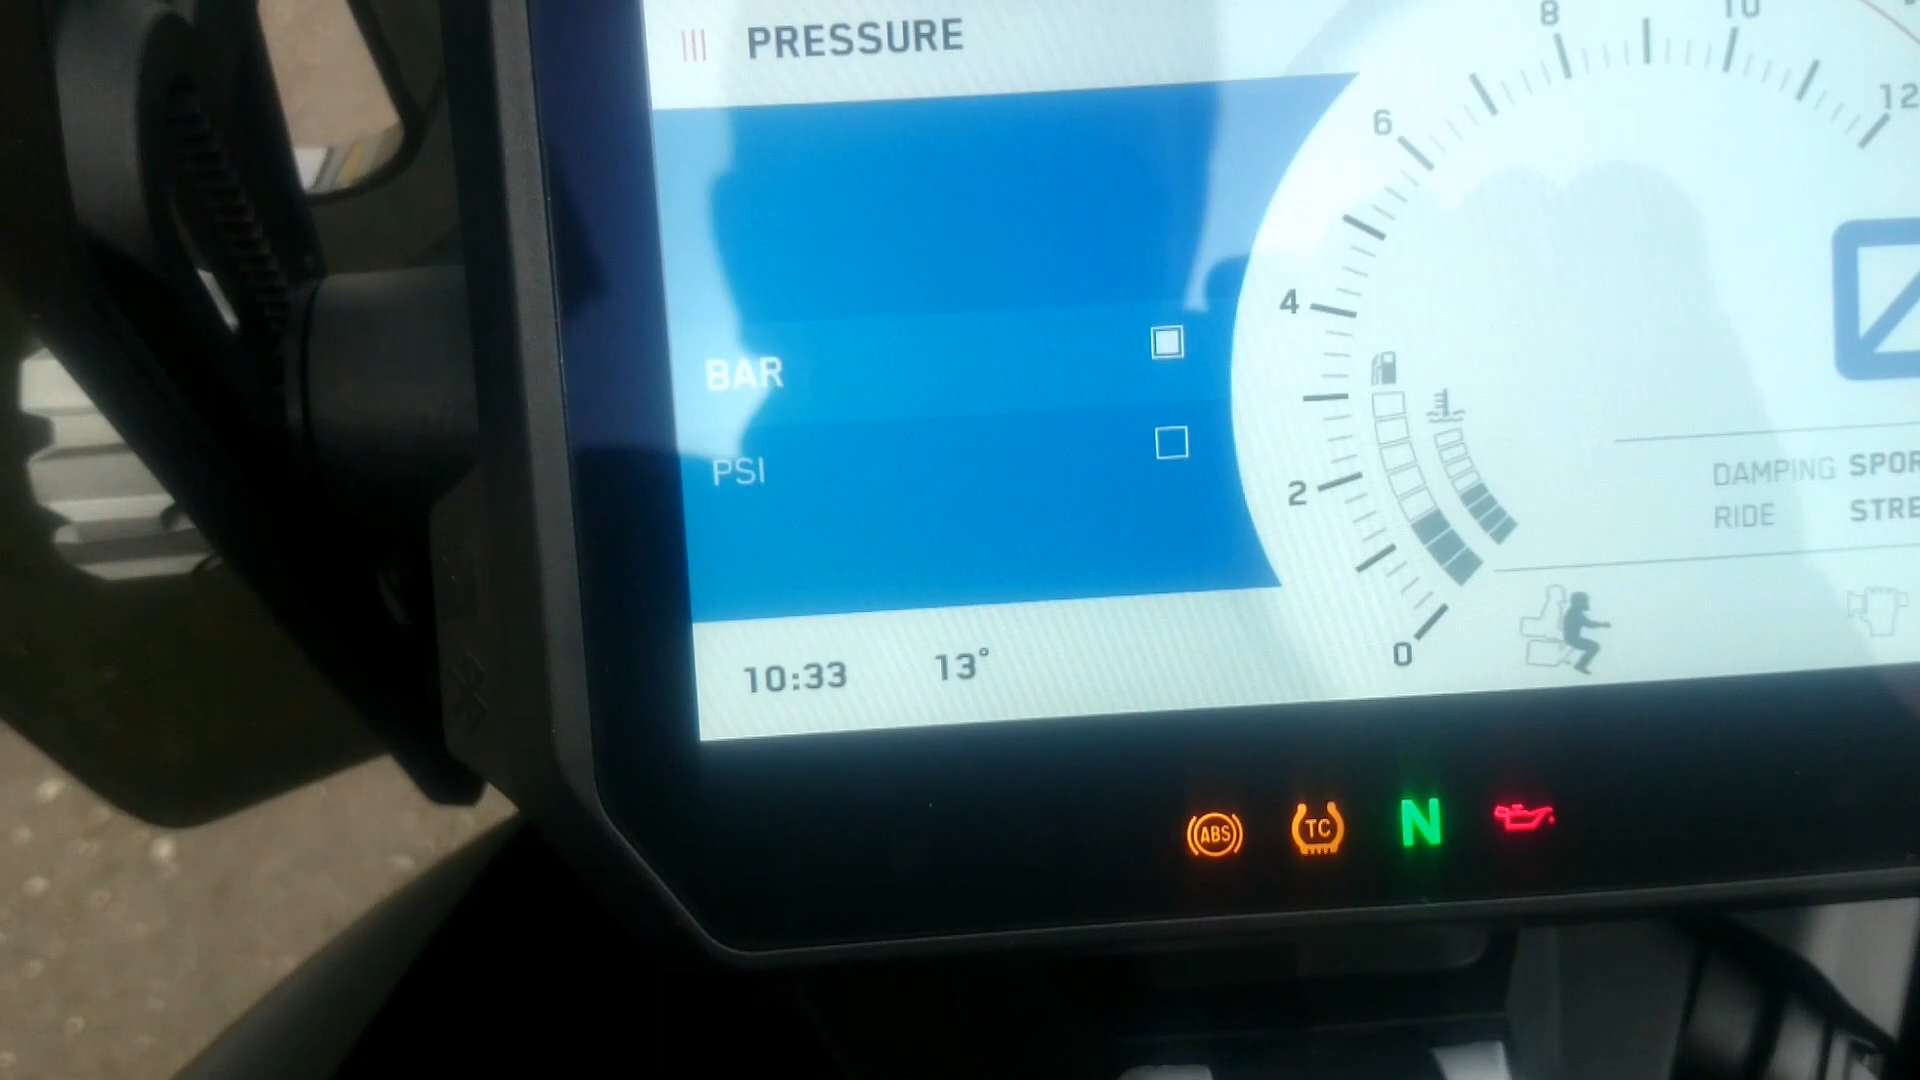 PRESSURE
BAR
PSI
10:33 13°
0
2
4
6
8
10
12
DAMPING SPOR
RIDE STRE
ABS TC N